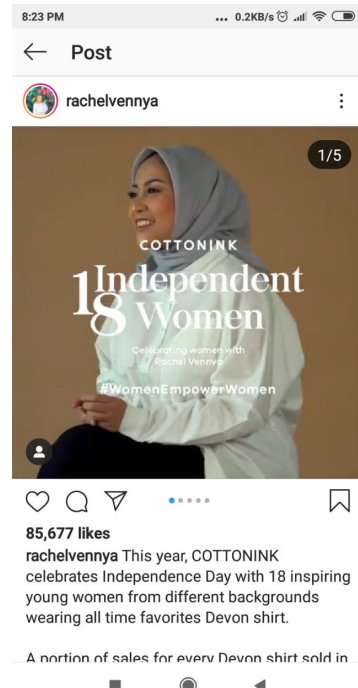 8:23 PM ... 0.2KB/s
Post
rachelvennya
1/5
COTTONINK
18 Independent
Women
Celebrating women with
Rachel Vennya
#WomenEmpowerWomen
85,677 likes
rachelvennya This year, COTTONINK
celebrates Independence Day with 18 inspiring
young women from different backgrounds
wearing all time favorites Devon shirt.
A portion of sales for every Devon shirt sold in